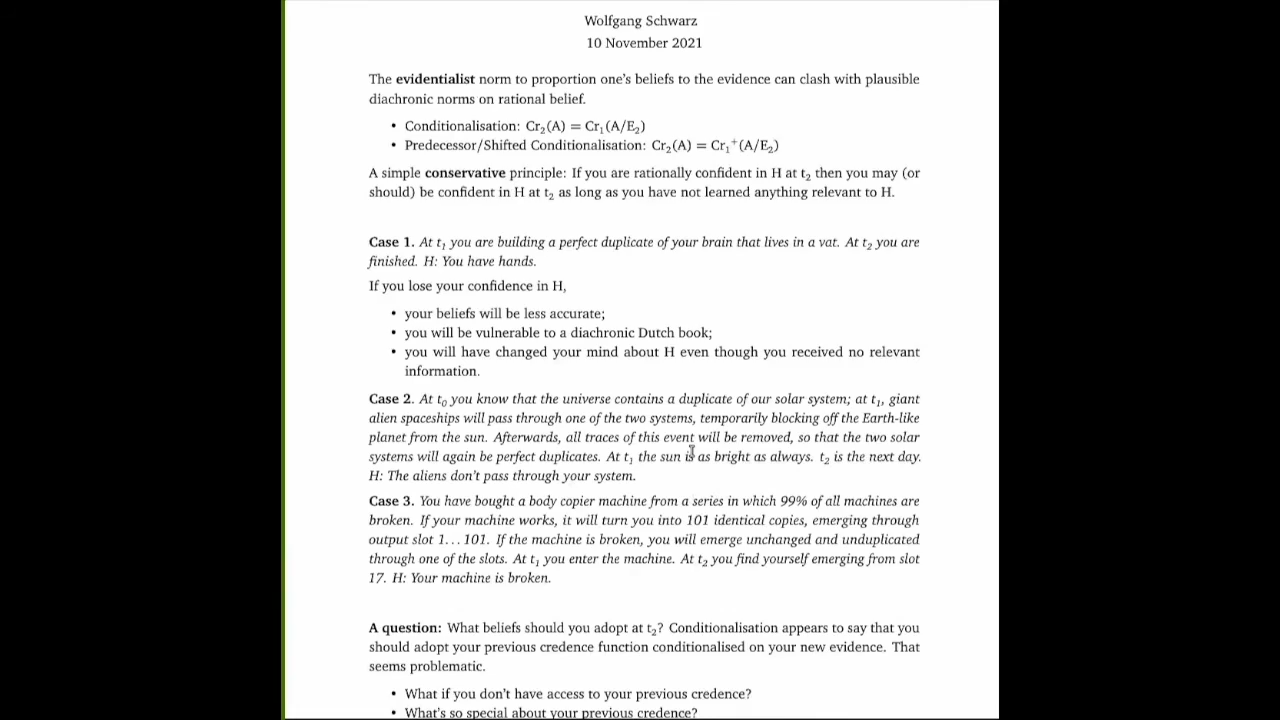 Wolfgang Schwarz
10 November 2021
The evidentialist norm to proportion one's beliefs to the evidence can clash with plausible
diachronic norms on rational belief.
• Conditionalisation: Cr₂(A) = Cr₁(A/E₂)
• Predecessor/Shifted Conditionalisation: Cr₂(A) = Cr₁⁺(A/E₂)
A simple conservative principle: If you are rationally confident in H at t₂ then you may (or
should) be confident in H at t₂ as long as you have not learned anything relevant to H.
Case 1. At t₁ you are building a perfect duplicate of your brain that lives in a vat. At t₂ you are
finished. H: You have hands.
If you lose your confidence in H,
• your beliefs will be less accurate;
• you will be vulnerable to a diachronic Dutch book;
• you will have changed your mind about H even though you received no relevant
information.
Case 2. At t₀ you know that the universe contains a duplicate of our solar system; at t₁, giant
alien spaceships will pass through one of the two systems, temporarily blocking off the Earth-like
planet from the sun. Afterwards, all traces of this event will be removed, so that the two solar
systems will again be perfect duplicates. At t₁ the sun is as bright as always. t₂ is the next day.
H: The aliens don't pass through your system.
Case 3. You have bought a body copier machine from a series in which 99% of all machines are
broken. If your machine works, it will turn you into 101 identical copies, emerging through
output slot 1...101. If the machine is broken, you will emerge unchanged and unduplicated
through one of the slots. At t₁ you enter the machine. At t₂ you find yourself emerging from slot
17. H: Your machine is broken.
A question: What beliefs should you adopt at t₂? Conditionalisation appears to say that you
should adopt your previous credence function conditionalised on your new evidence. That
seems problematic.
• What if you don't have access to your previous credence?
• What's so special about your previous credence?